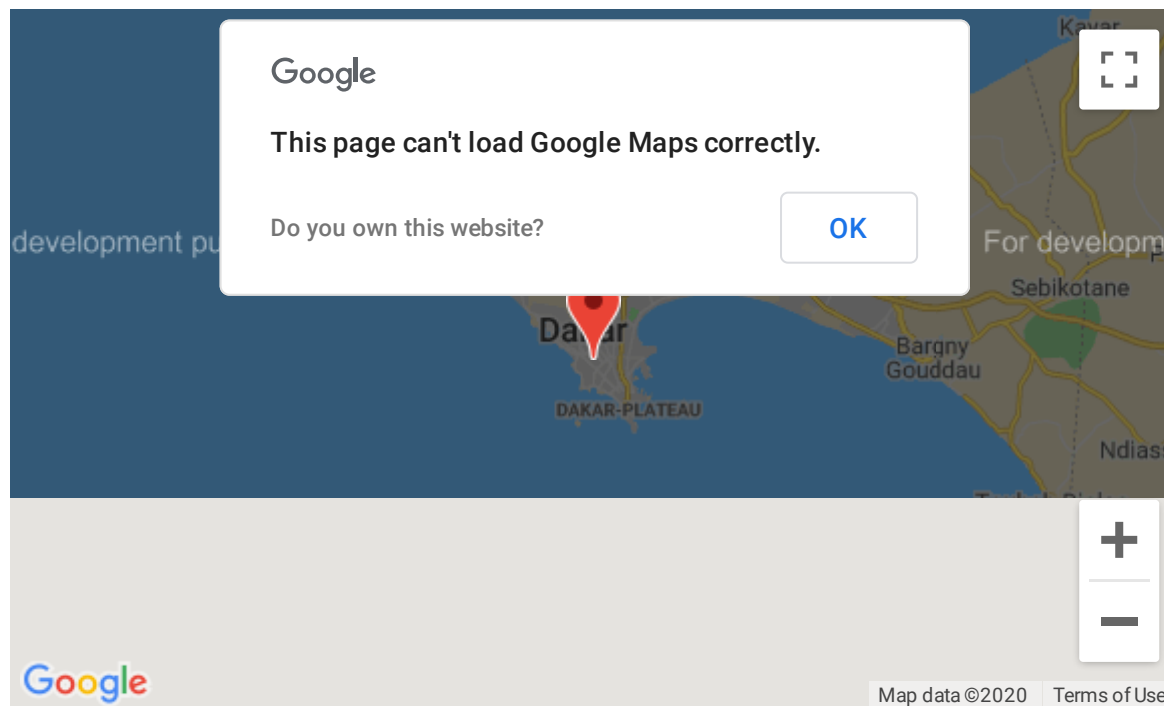 Kayar
Google
This page can't load Google Maps correctly.
Do you own this website?
OK
development pu
For developm
Sebikotane
Dakar
Bargny
Gouddau
DAKAR-PLATEAU
Ndias
Google
Map data ©2020
Terms of Use